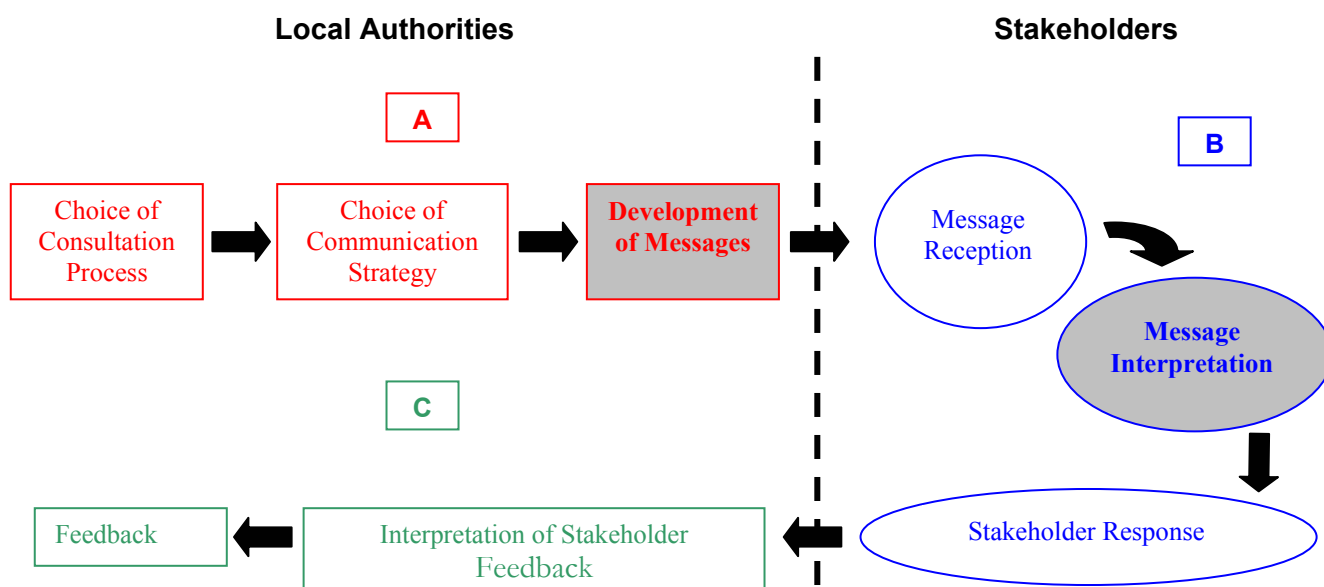 Local Authorities
Stakeholders
A
B
Choice of
Consultation
Process
Choice of
Communication
Strategy
Development
of Messages
Message
Reception
Message
Interpretation
C
Feedback
Interpretation of Stakeholder
Feedback
Stakeholder Response